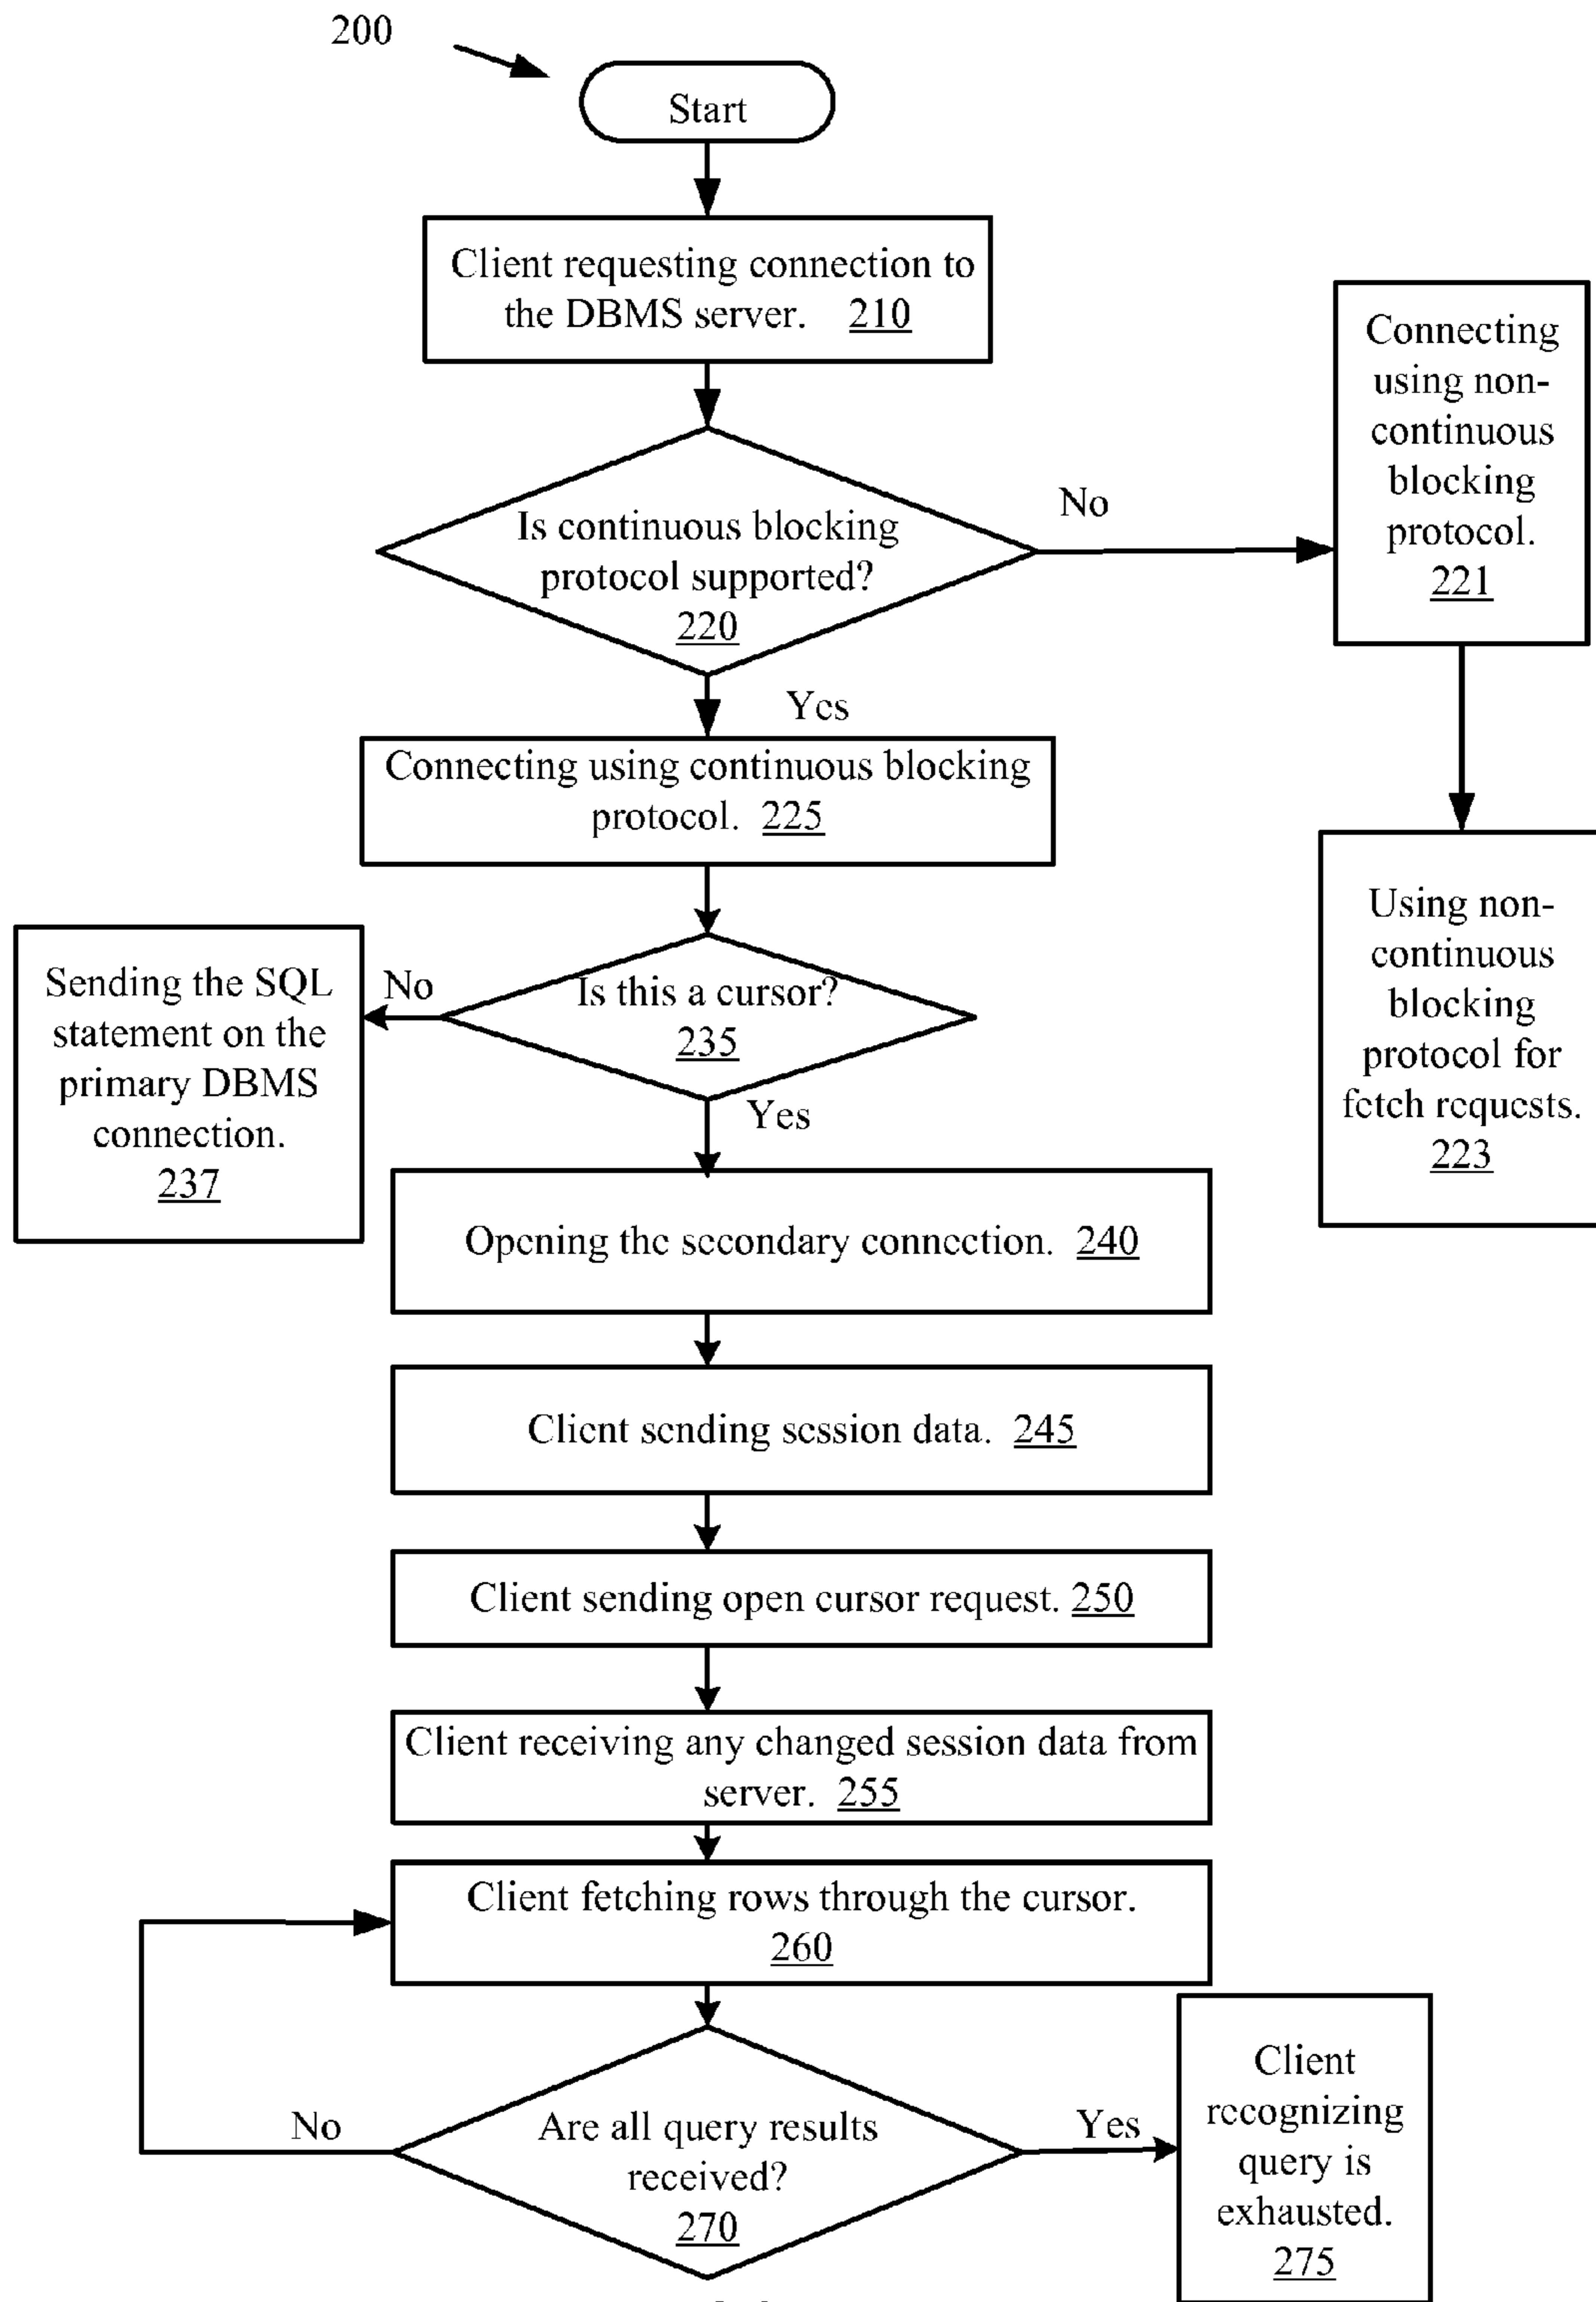 200
Start
Client requesting connection to
the DBMS server. 210
Is continuous blocking
protocol supported?
220
No
Connecting
using non-
continuous
blocking
protocol.
221
Yes
Connecting using continuous blocking
protocol. 225
Using non-
continuous
blocking
protocol for
fetch requests.
223
Is this a cursor?
235
No
Sending the SQL
statement on the
primary DBMS
connection.
237
Yes
Opening the secondary connection. 240
Client sending session data. 245
Client sending open cursor request. 250
Client receiving any changed session data from
server. 255
Client fetching rows through the cursor.
260
No
Are all query results
received?
270
Yes
Client
recognizing
query is
exhausted.
275